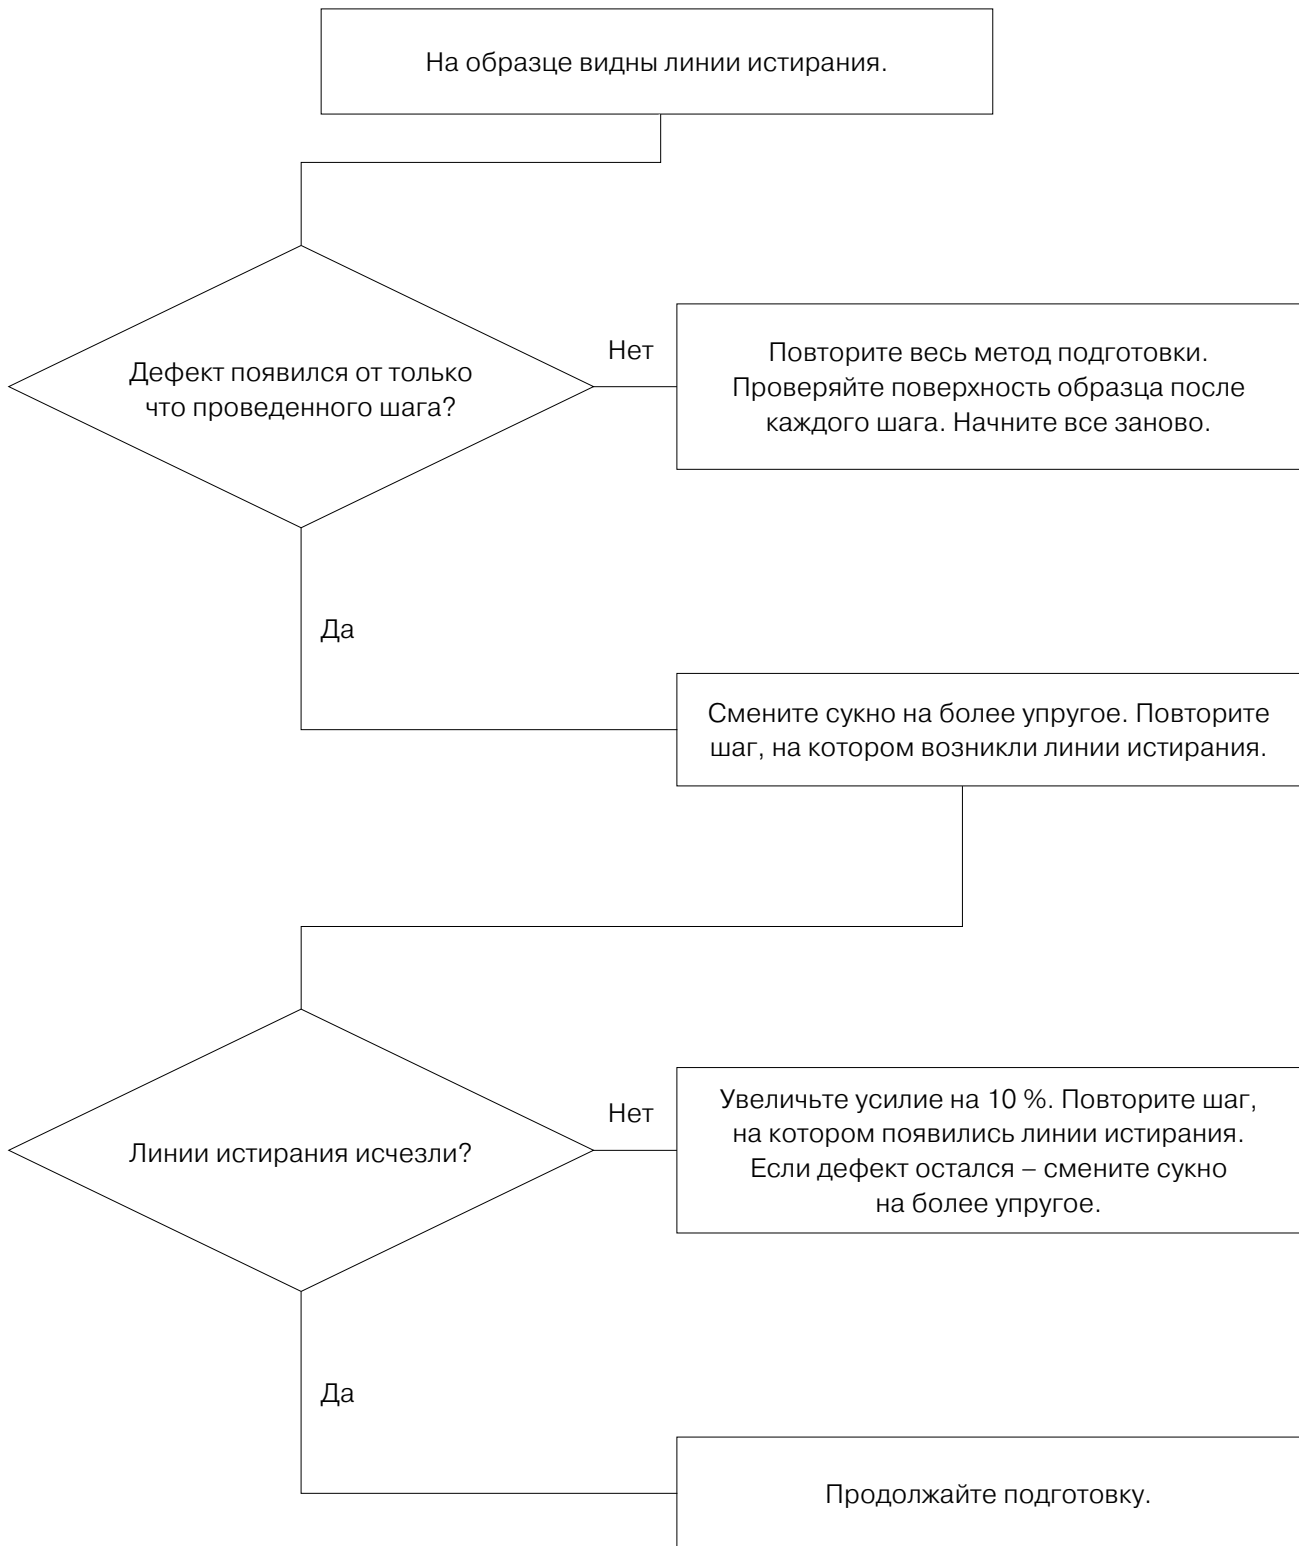 На образце видны линии истирания.
Дефект появился от только
что проведенного шага?
Нет
Повторите весь метод подготовки.
Проверяйте поверхность образца после
каждого шага. Начните все заново.
Да
Смените сукно на более упругое. Повторите
шаг, на котором возникли линии истирания.
Линии истирания исчезли?
Нет
Увеличьте усилие на 10 %. Повторите шаг,
на котором появились линии истирания.
Если дефект остался – смените сукно
на более упругое.
Да
Продолжайте подготовку.